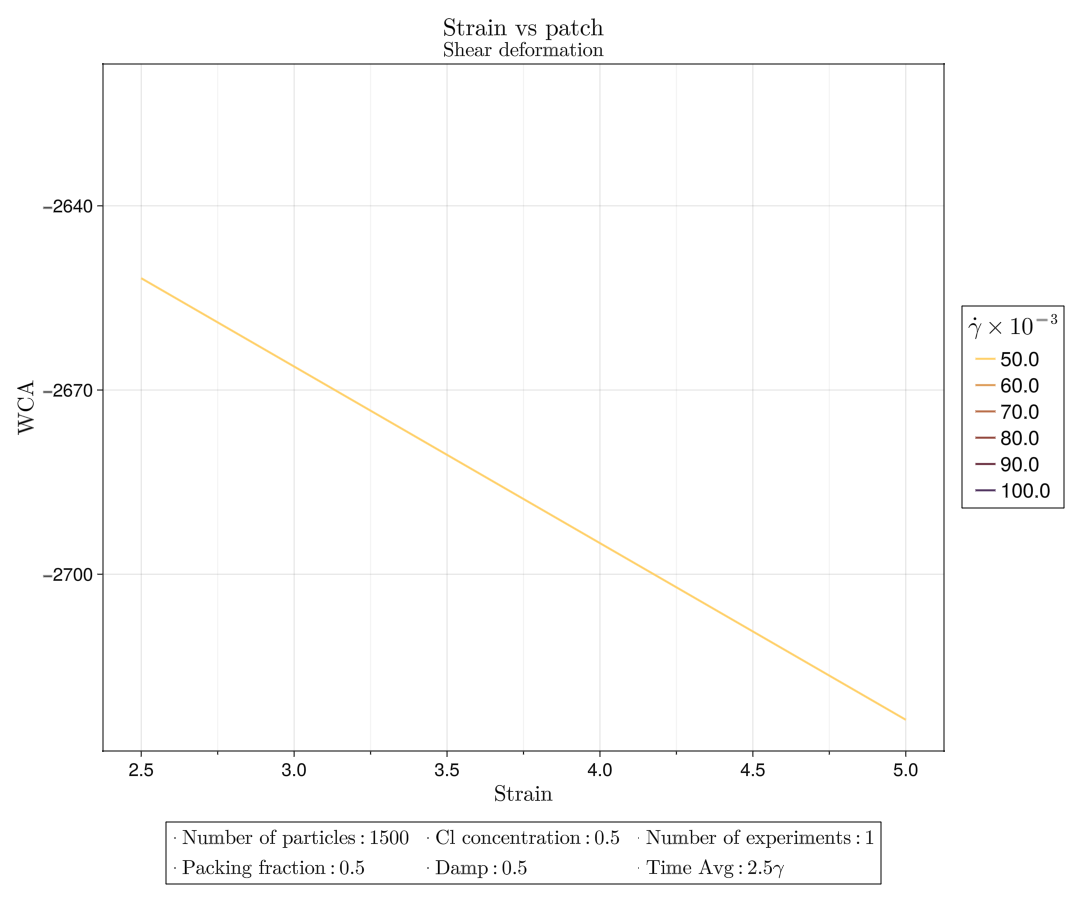 Strain vs patch
Shear deformation
−2640
−2670
−2700
WCA
2.5 3.0 3.5 4.0 4.5 5.0
Strain
γ̇ × 10⁻³
50.0
60.0
70.0
80.0
90.0
100.0
· Number of particles : 1500 · Cl concentration : 0.5 · Number of experiments : 1
· Packing fraction : 0.5 · Damp : 0.5 · Time Avg : 2.5γ